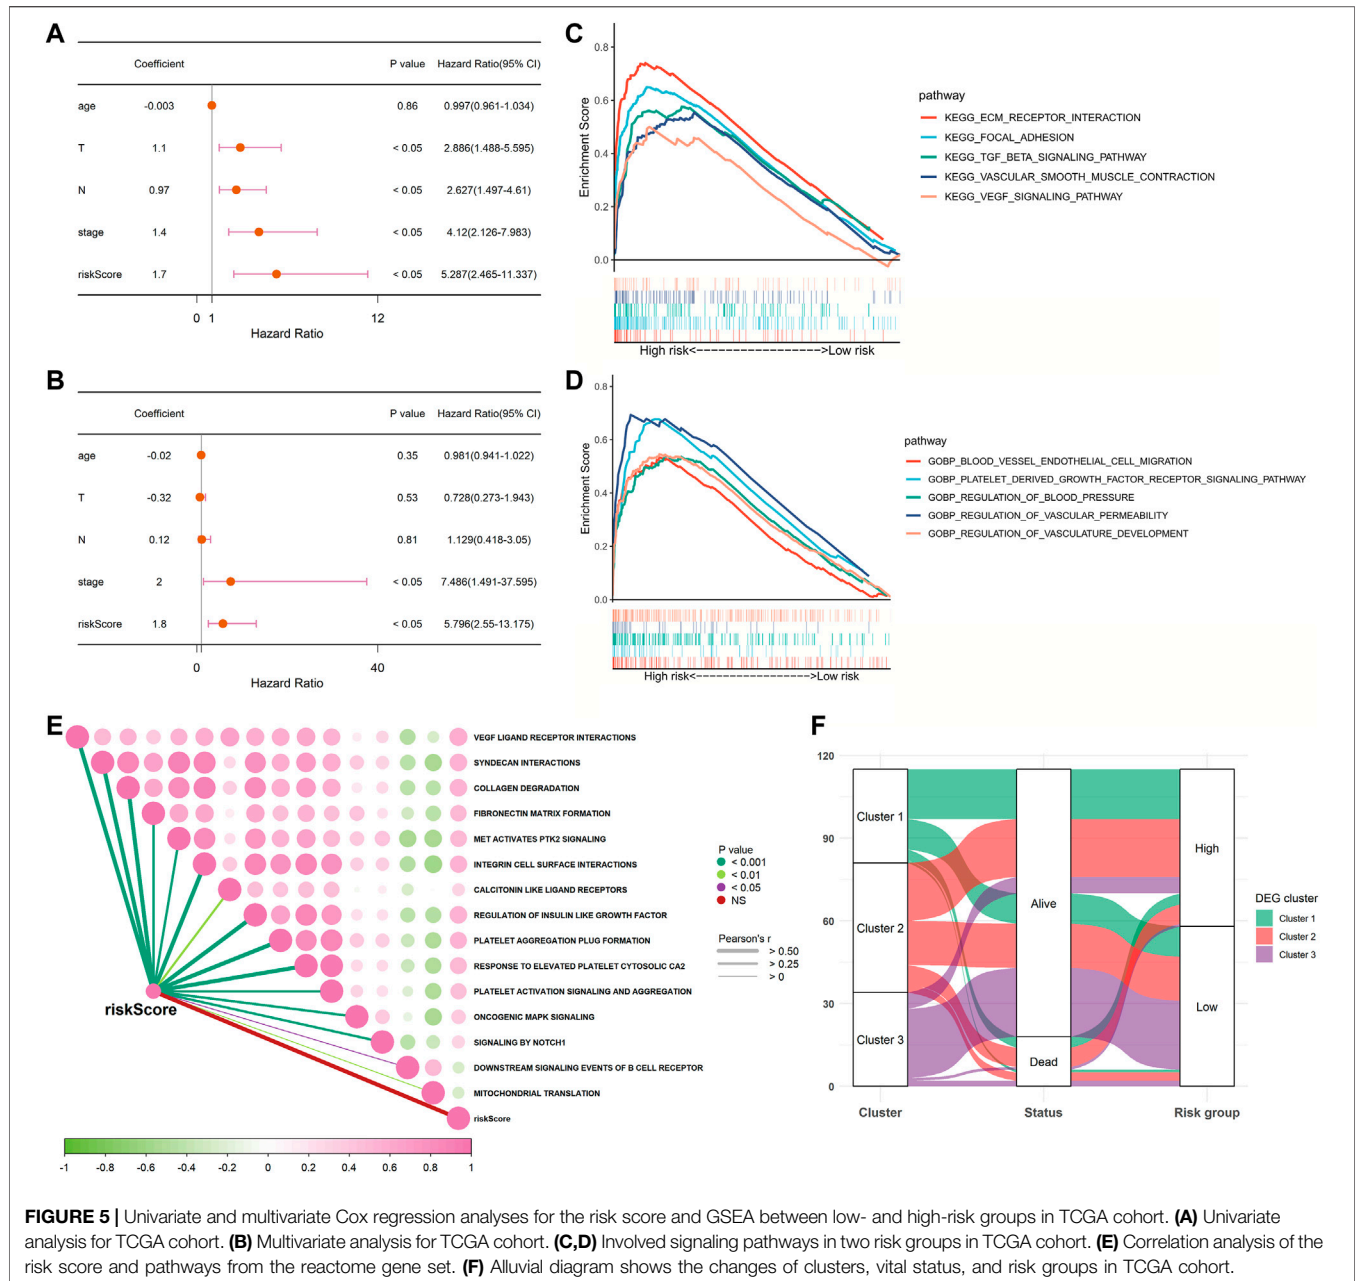 A
Coefficient P value Hazard Ratio(95% CI)
age -0.003 0.86 0.997(0.961-1.034)
T 1.1 < 0.05 2.886(1.488-5.595)
N 0.97 < 0.05 2.627(1.497-4.61)
stage 1.4 < 0.05 4.12(2.126-7.983)
riskScore 1.7 < 0.05 5.287(2.465-11.337)
0 1 12
Hazard Ratio
B
Coefficient P value Hazard Ratio(95% CI)
age -0.02 0.35 0.981(0.941-1.022)
T -0.32 0.53 0.728(0.273-1.943)
N 0.12 0.81 1.129(0.418-3.05)
stage 2 < 0.05 7.486(1.491-37.595)
riskScore 1.8 < 0.05 5.796(2.55-13.175)
0 40
Hazard Ratio
C
Enrichment Score
0.8
0.6
0.4
0.2
0.0
High risk<------------------->Low risk
pathway
KEGG_ECM_RECEPTOR_INTERACTION
KEGG_FOCAL_ADHESION
KEGG_TGF_BETA_SIGNALING_PATHWAY
KEGG_VASCULAR_SMOOTH_MUSCLE_CONTRACTION
KEGG_VEGF_SIGNALING_PATHWAY
D
Enrichment Score
0.8
0.6
0.4
0.2
0.0
High risk<------------------->Low risk
pathway
GOBP_BLOOD_VESSEL_ENDOTHELIAL_CELL_MIGRATION
GOBP_PLATELET_DERIVED_GROWTH_FACTOR_RECEPTOR_SIGNALING_PATHWAY
GOBP_REGULATION_OF_BLOOD_PRESSURE
GOBP_REGULATION_OF_VASCULAR_PERMEABILITY
GOBP_REGULATION_OF_VASCULATURE_DEVELOPMENT
E
VEGF LIGAND RECEPTOR INTERACTIONS
SYNDECAN INTERACTIONS
COLLAGEN DEGRADATION
FIBRONECTIN MATRIX FORMATION
MET ACTIVATES PTK2 SIGNALING
INTEGRIN CELL SURFACE INTERACTIONS
CALCITONIN LIKE LIGAND RECEPTORS
REGULATION OF INSULIN LIKE GROWTH FACTOR
PLATELET AGGREGATION PLUG FORMATION
RESPONSE TO ELEVATED PLATELET CYTOSOLIC CA2
PLATELET ACTIVATION SIGNALING AND AGGREGATION
ONCOGENIC MAPK SIGNALING
SIGNALING BY NOTCH1
DOWNSTREAM SIGNALING EVENTS OF B CELL RECEPTOR
MITOCHONDRIAL TRANSLATION
riskScore
riskScore
P value
< 0.001
< 0.01
< 0.05
NS
Pearson's r
> 0.50
> 0.25
> 0
-1 -0.8 -0.6 -0.4 -0.2 0 0.2 0.4 0.6 0.8 1
F
120
90
60
30
0
Cluster 1
Cluster 2
Cluster 3
Alive
Dead
High
Low
Cluster Status Risk group
DEG cluster
Cluster 1
Cluster 2
Cluster 3
FIGURE 5 | Univariate and multivariate Cox regression analyses for the risk score and GSEA between low- and high-risk groups in TCGA cohort. (A) Univariate
analysis for TCGA cohort. (B) Multivariate analysis for TCGA cohort. (C,D) Involved signaling pathways in two risk groups in TCGA cohort. (E) Correlation analysis of the
risk score and pathways from the reactome gene set. (F) Alluvial diagram shows the changes of clusters, vital status, and risk groups in TCGA cohort.